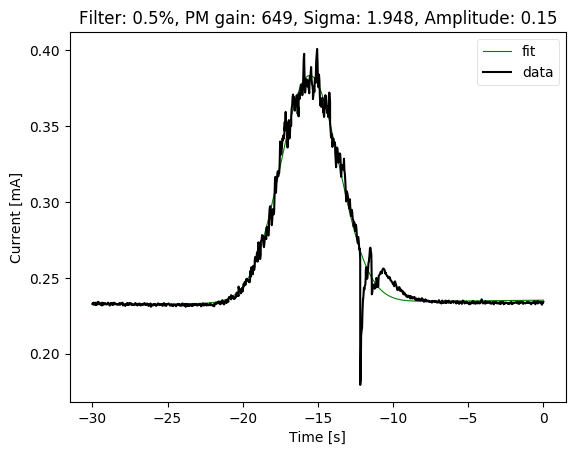 Filter: 0.5%, PM gain: 649, Sigma: 1.948, Amplitude: 0.15
fit
data
0.40
0.35
0.30
0.25
0.20
Current [mA]
−30
−25
−20
−15
−10
−5
0
Time [s]